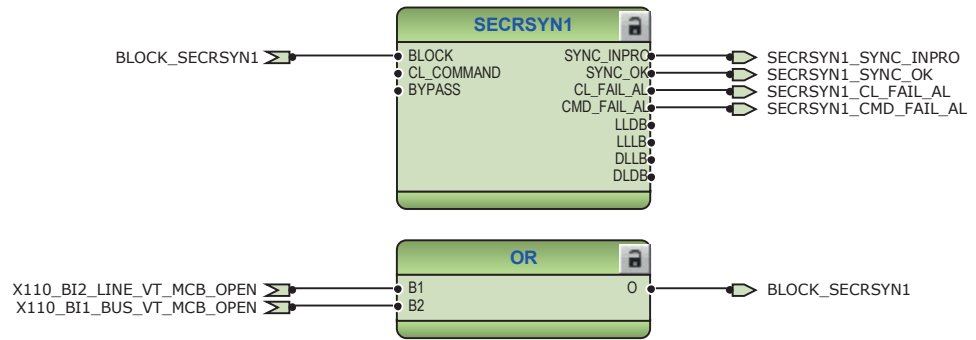 SECRSYN1
BLOCK_SECRSYN1 BLOCK SYNC_INPRO SECRSYN1_SYNC_INPRO
CL_COMMAND SYNC_OK SECRSYN1_SYNC_OK
BYPASS CL_FAIL_AL SECRSYN1_CL_FAIL_AL
CMD_FAIL_AL SECRSYN1_CMD_FAIL_AL
LLDB
LLLB
DLLB
DLDB
OR
X110_BI2_LINE_VT_MCB_OPEN B1 O BLOCK_SECRSYN1
X110_BI1_BUS_VT_MCB_OPEN B2